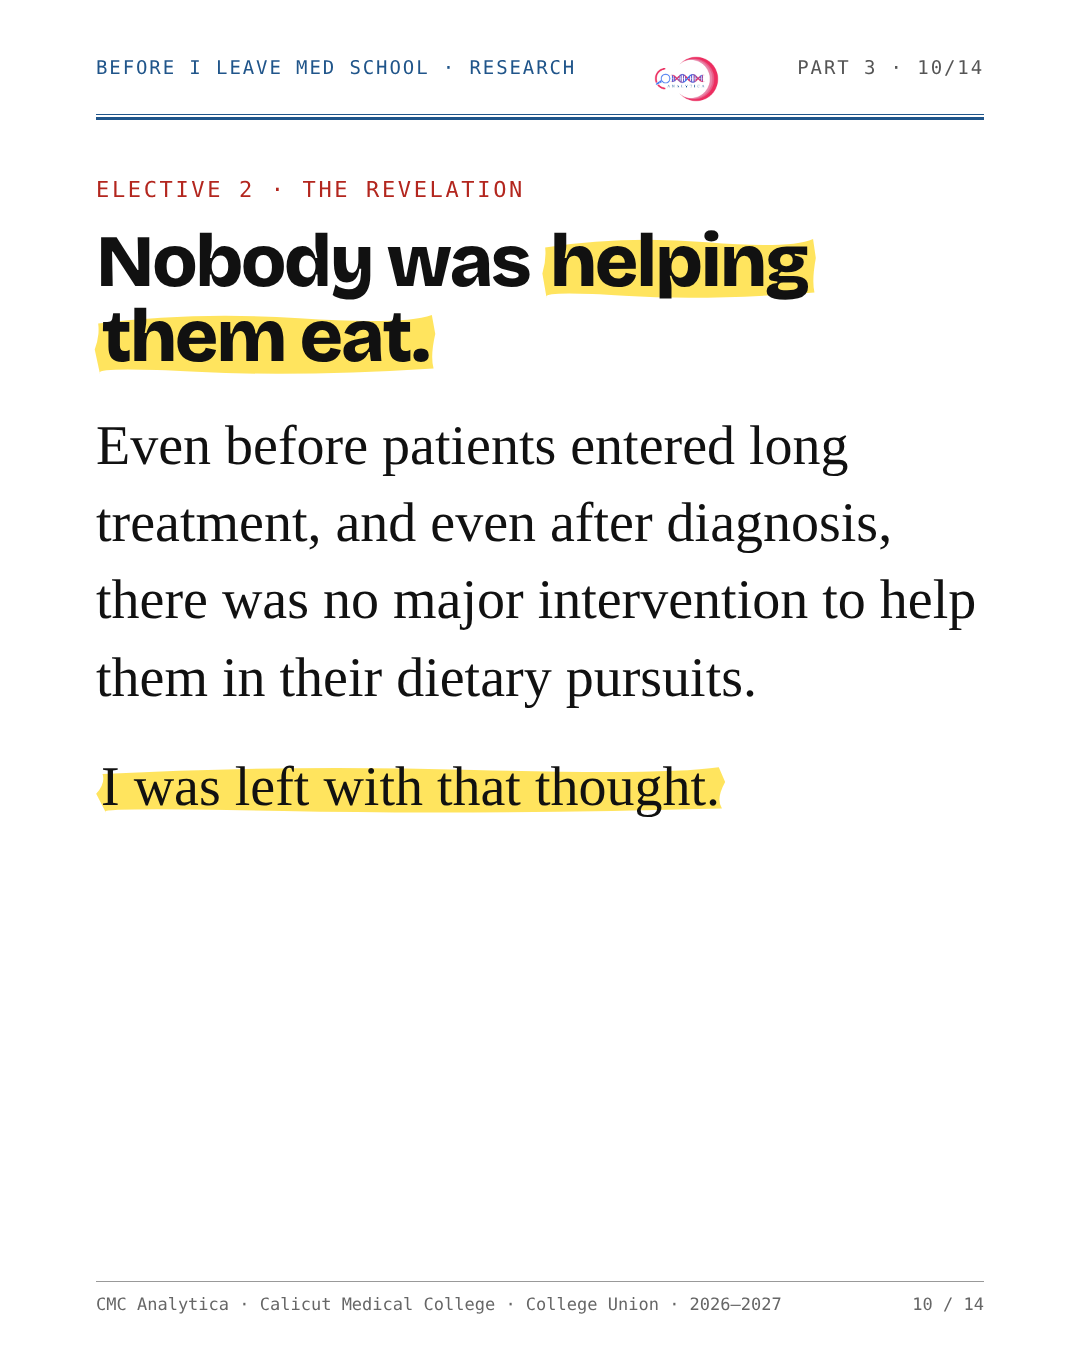 BEFORE I LEAVE MED SCHOOL · RESEARCH
ANALYTICA
PART 3 · 10/14
ELECTIVE 2 · THE REVELATION
Nobody was helping
them eat.
Even before patients entered long
treatment, and even after diagnosis,
there was no major intervention to help
them in their dietary pursuits.
I was left with that thought.
CMC Analytica · Calicut Medical College · College Union · 2026–2027
10 / 14